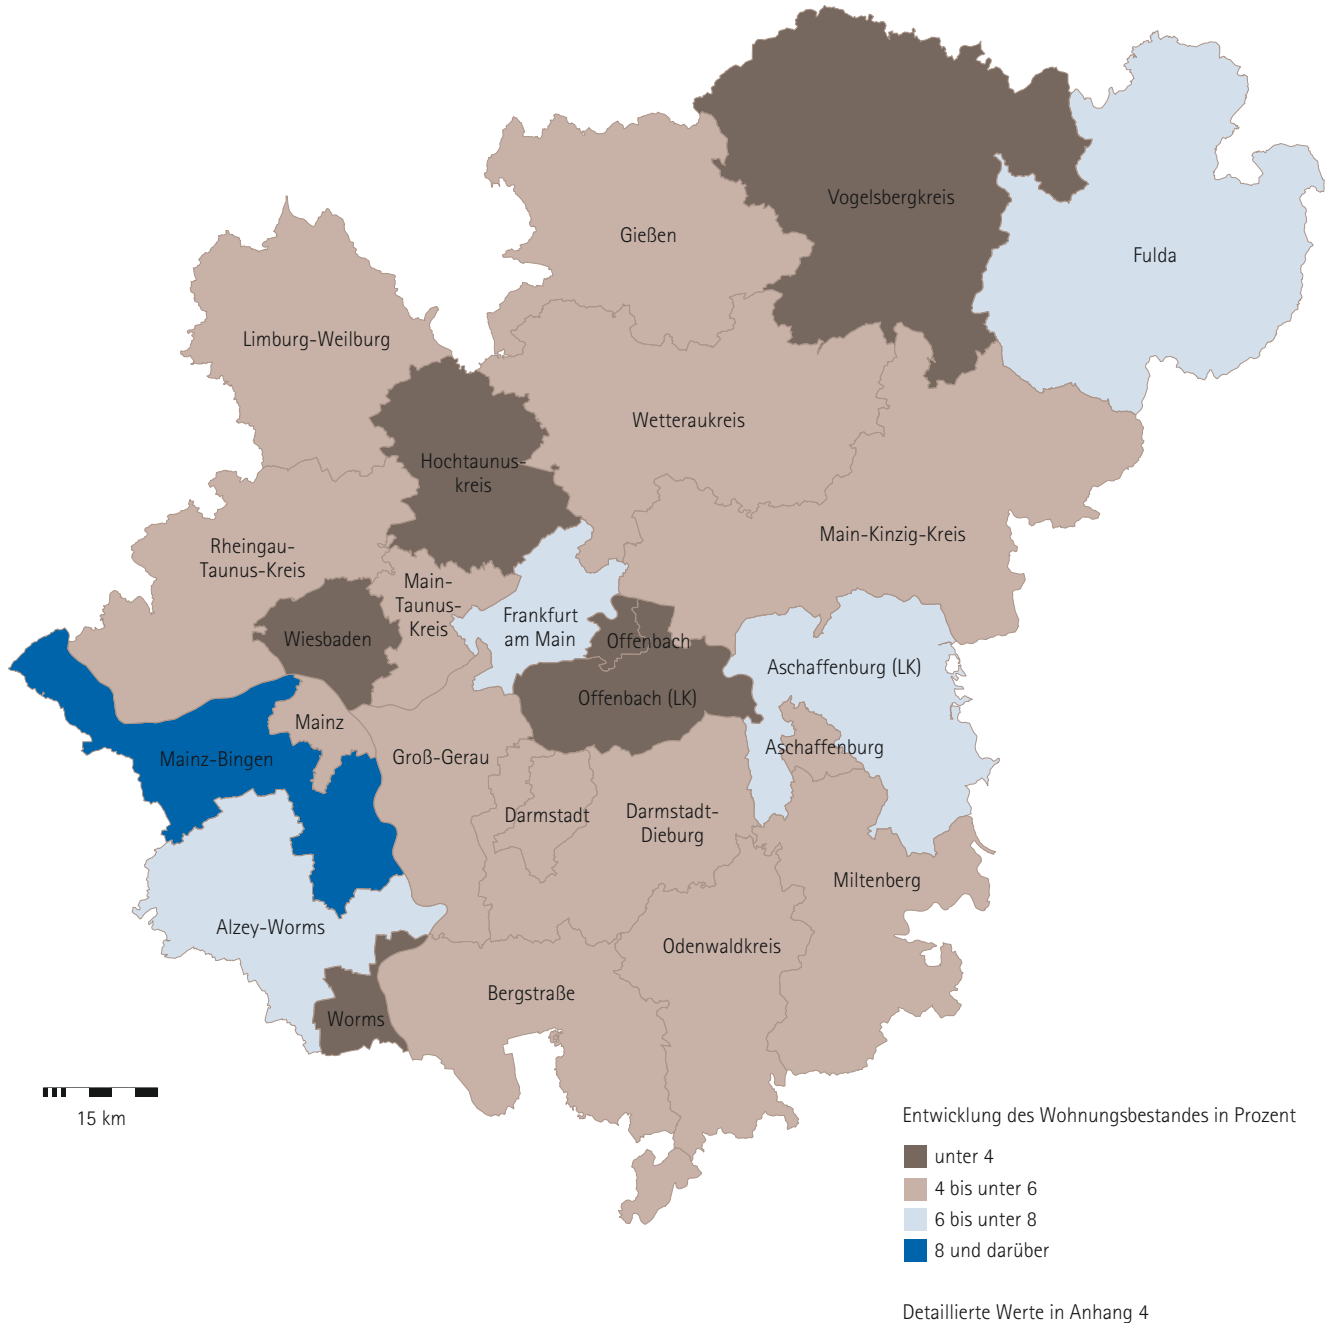 Vogelsbergkreis
Gießen
Fulda
Limburg-Weilburg
Wetteraukreis
Hochtaunus-
kreis
Main-Kinzig-Kreis
Rheingau-
Taunus-Kreis
Main-
Taunus-
Kreis
Frankfurt
am Main
Wiesbaden
Offenbach
Aschaffenburg (LK)
Offenbach (LK)
Mainz
Aschaffenburg
Groß-Gerau
Mainz-Bingen
Darmstadt
Darmstadt-
Dieburg
Miltenberg
Alzey-Worms
Odenwaldkreis
Bergstraße
Worms
15 km
Entwicklung des Wohnungsbestandes in Prozent
unter 4
4 bis unter 6
6 bis unter 8
8 und darüber
Detaillierte Werte in Anhang 4